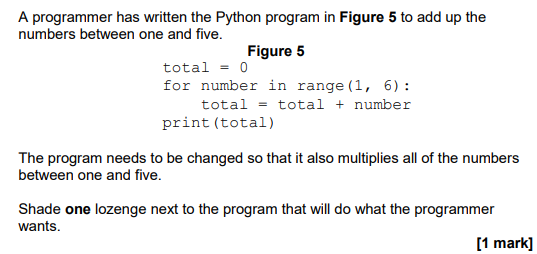 A programmer has written the Python program in Figure 5 to add up the
numbers between one and five.
Figure 5
total = 0
for number in range(1, 6):
    total = total + number
print(total)
The program needs to be changed so that it also multiplies all of the numbers
between one and five.
Shade one lozenge next to the program that will do what the programmer
wants.
[1 mark]